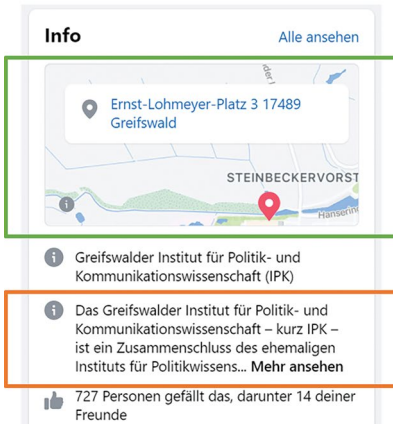 Info
Alle ansehen
Ernst-Lohmeyer-Platz 3 17489
Greifswald
STEINBECKERVORST
Hansering
Greifswalder Institut für Politik- und
Kommunikationswissenschaft (IPK)
Das Greifswalder Institut für Politik- und
Kommunikationswissenschaft – kurz IPK –
ist ein Zusammenschluss des ehemaligen
Instituts für Politikwissens... Mehr ansehen
727 Personen gefällt das, darunter 14 deiner
Freunde